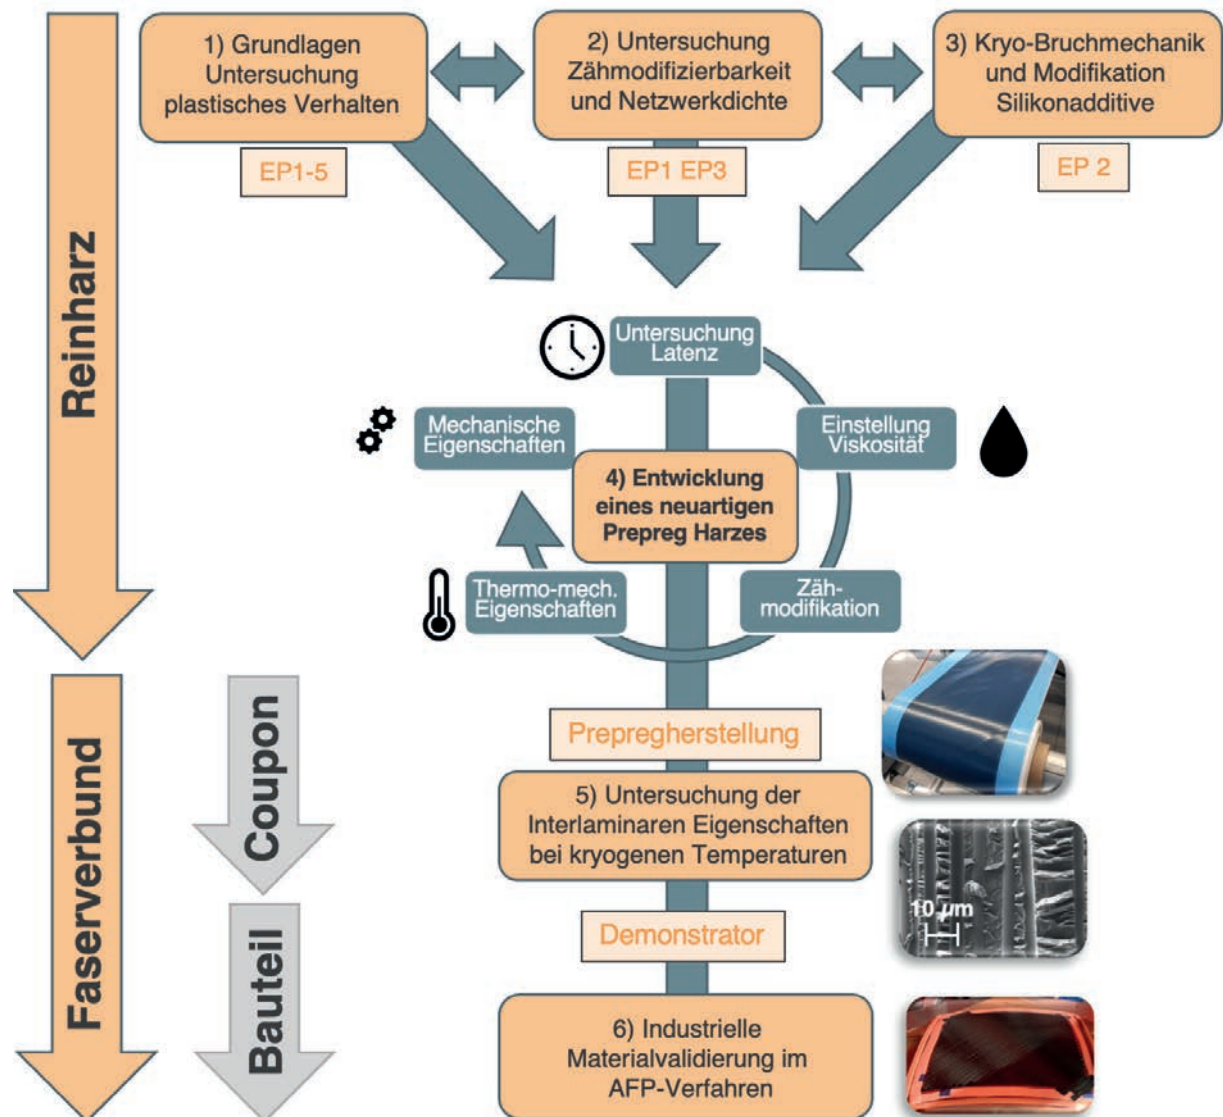 1) Grundlagen
Untersuchung
plastisches Verhalten
2) Untersuchung
Zähmodifizierbarkeit
und Netzwerkdichte
3) Kryo-Bruchmechanik
und Modifikation
Silikonadditive
EP1-5
EP1 EP3
EP 2
Reinharz
Untersuchung
Latenz
Mechanische
Eigenschaften
Einstellung
Viskosität
4) Entwicklung
eines neuartigen
Prepreg Harzes
Thermo-mech.
Eigenschaften
Zäh-
modifikation
Faserverbund
Coupon
Bauteil
Prepregherstellung
5) Untersuchung der
Interlaminaren Eigenschaften
bei kryogenen Temperaturen
10 µm
Demonstrator
6) Industrielle
Materialvalidierung im
AFP-Verfahren